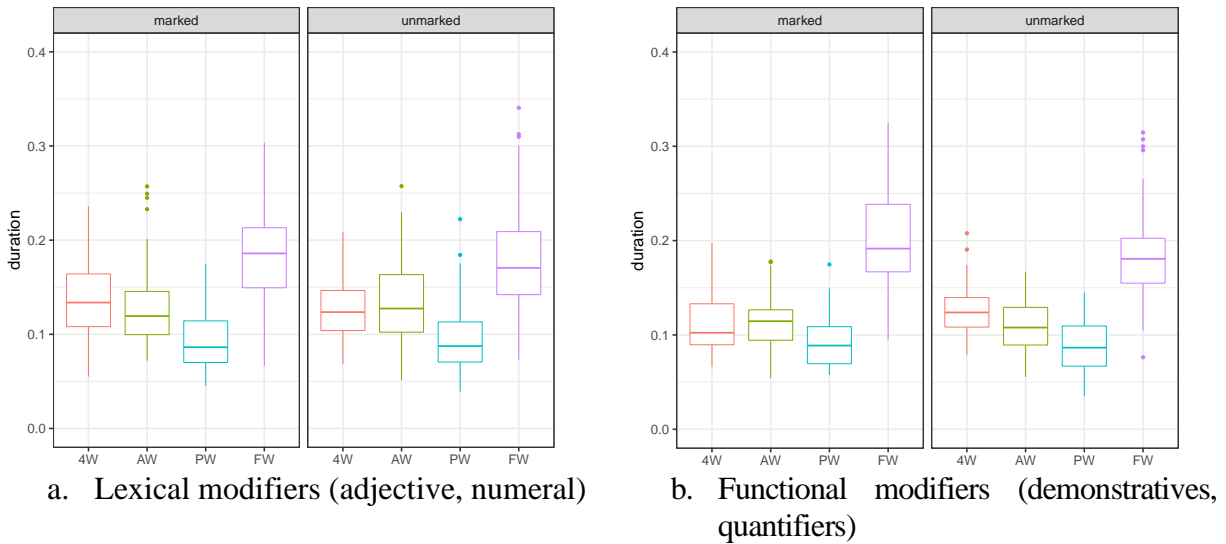 marked unmarked
0.4
0.3
0.2
0.1
0.0
duration
4W AW PW FW 4W AW PW FW
a. Lexical modifiers (adjective, numeral)
marked unmarked
0.4
0.3
0.2
0.1
0.0
duration
4W AW PW FW 4W AW PW FW
b. Functional modifiers (demonstratives,
quantifiers)